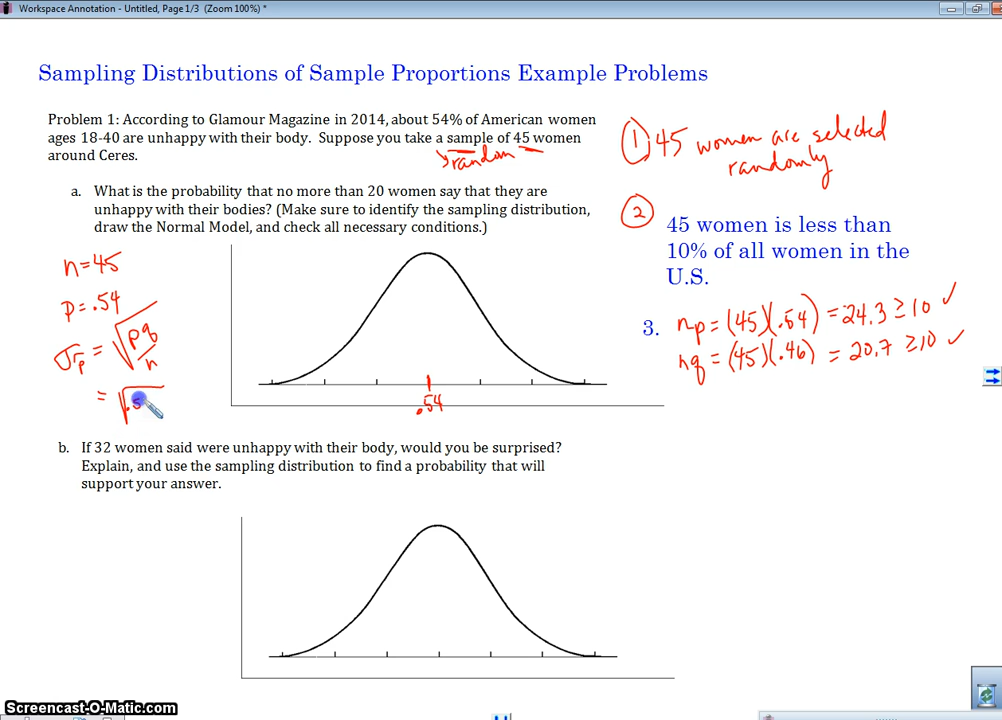 Workspace Annotation - Untitled, Page1/3 (Zoom 100%) *
Sampling Distributions of Sample Proportions Example Problems
Problem 1: According to Glamour Magazine in 2014, about 54% of American women
ages 18-40 are unhappy with their body. Suppose you take a sample of 45 women
around Ceres.
random
a. What is the probability that no more than 20 women say that they are
unhappy with their bodies? (Make sure to identify the sampling distribution,
draw the Normal Model, and check all necessary conditions.)
n=45
p=.54
σp̂ = √pq/n
= √.5
.54
1 45 women are selected
randomly
2 45 women is less than
10% of all women in the
U.S.
3. np = (45)(.54) = 24.3 ≥ 10 ✓
nq = (45)(.46) = 20.7 ≥ 10 ✓
b. If 32 women said were unhappy with their body, would you be surprised?
Explain, and use the sampling distribution to find a probability that will
support your answer.
Screencast-O-Matic.com